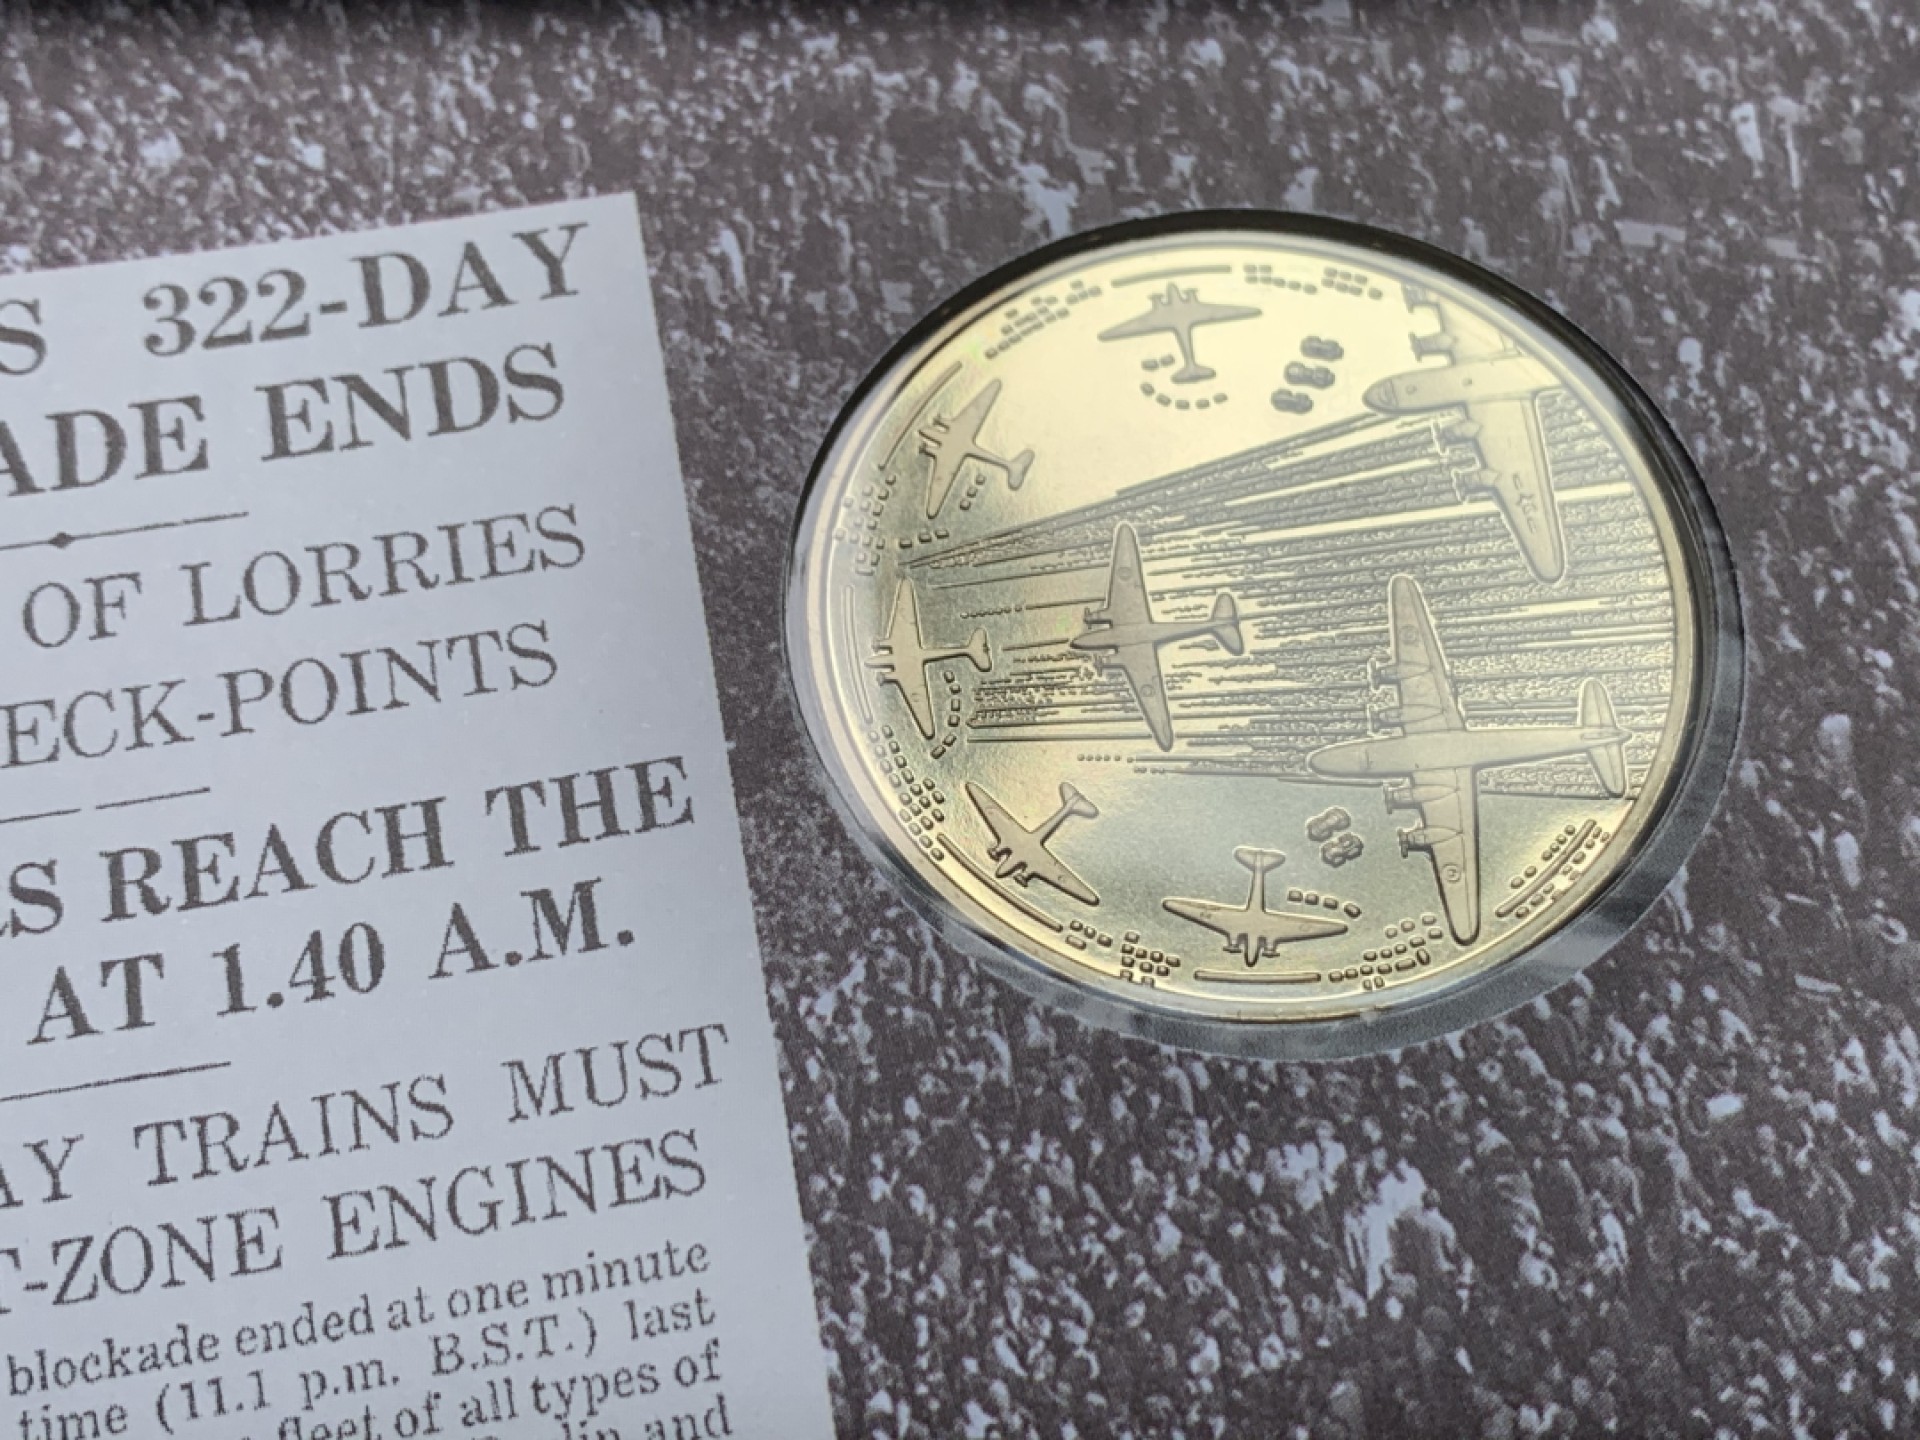 S 322-DAY
ADE ENDS
OF LORRIES
ECK-POINTS
S REACH THE
AT 1.40 A.M.
AY TRAINS MUST
-ZONE ENGINES
blockade ended at one minute
time (11.1 p.m. B.S.T.) last
fleet of all types of
and